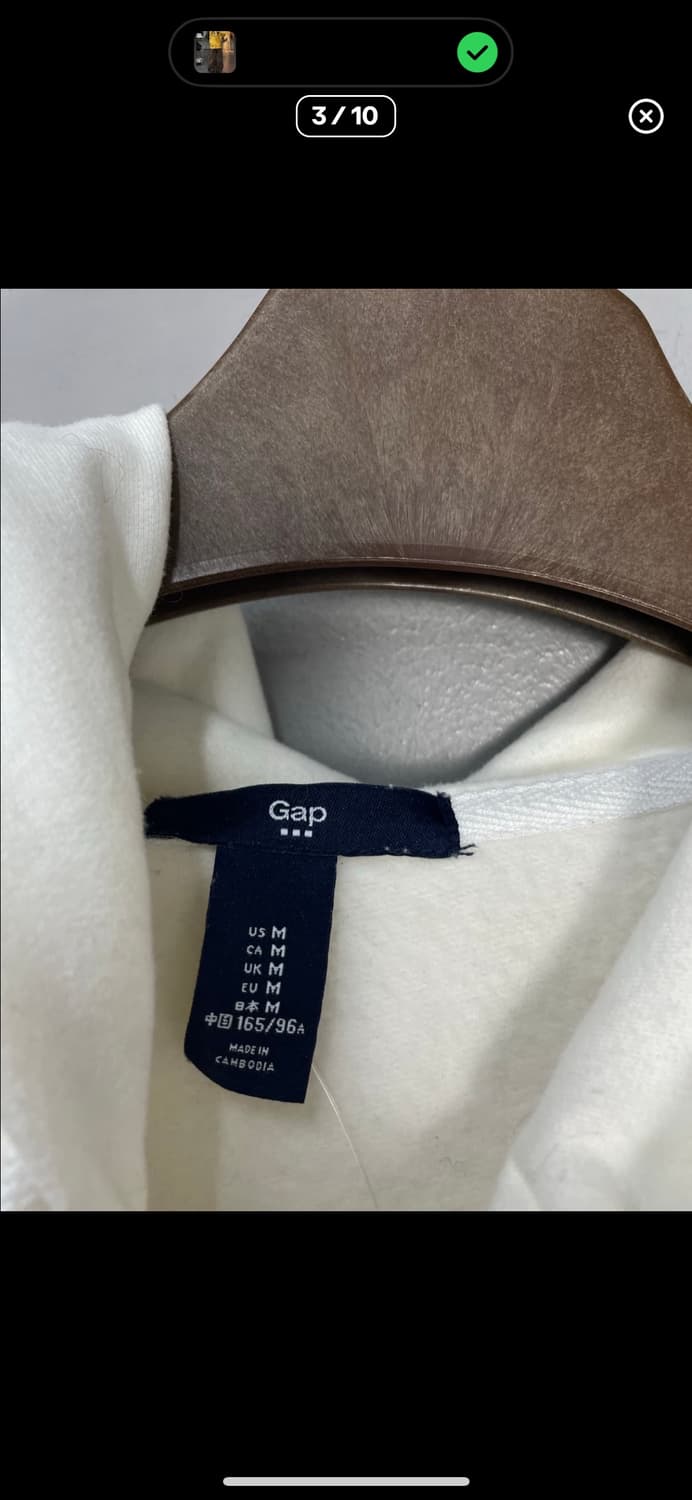 3 / 10
Gap
US M
CA M
UK M
EU M
日本 M
中国 165/96A
MADE IN
CAMBODIA